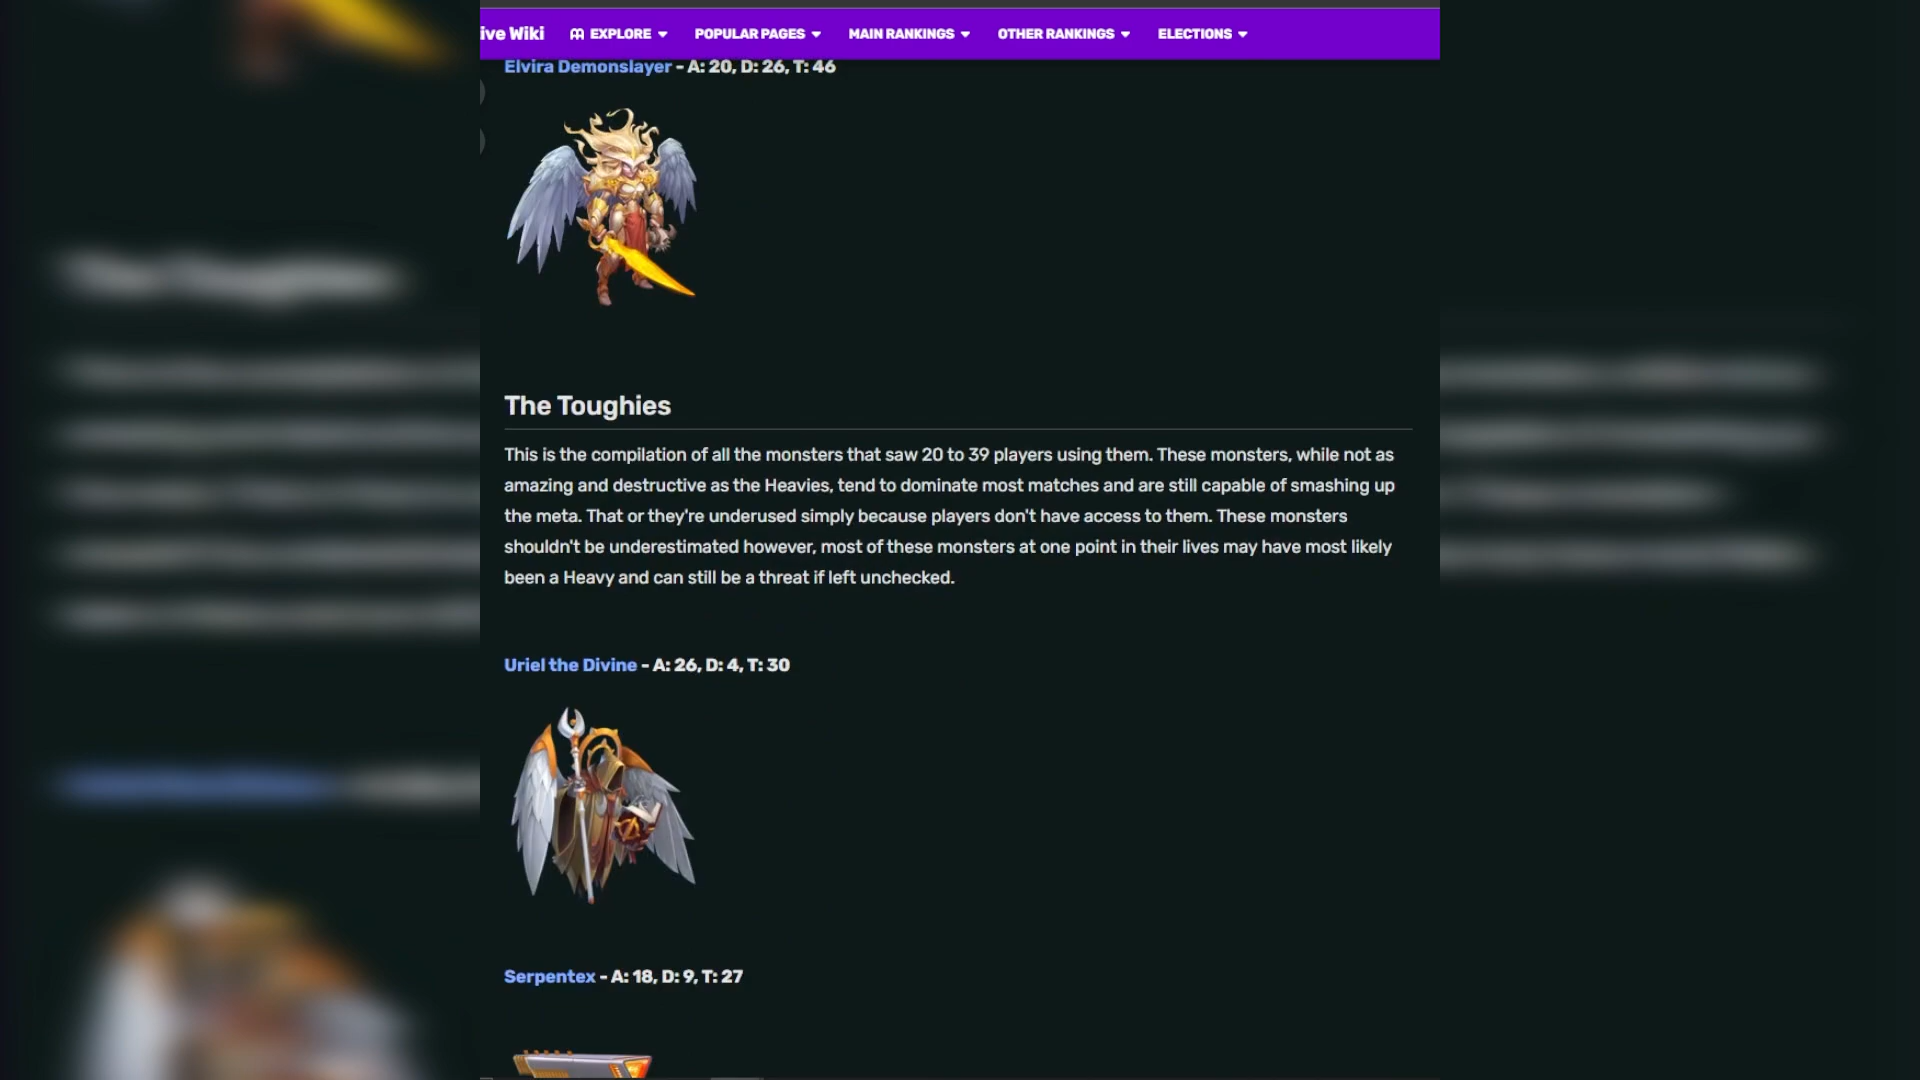 ive Wiki EXPLORE POPULAR PAGES MAIN RANKINGS OTHER RANKINGS ELECTIONS
Elvira Demonslayer - A: 20, D: 26, T: 46
The Toughies
This is the compilation of all the monsters that saw 20 to 39 players using them. These monsters, while not as
amazing and destructive as the Heavies, tend to dominate most matches and are still capable of smashing up
the meta. That or they're underused simply because players don't have access to them. These monsters
shouldn't be underestimated however, most of these monsters at one point in their lives may have most likely
been a Heavy and can still be a threat if left unchecked.
Uriel the Divine - A: 26, D: 4, T: 30
Serpentex - A: 18, D: 9, T: 27